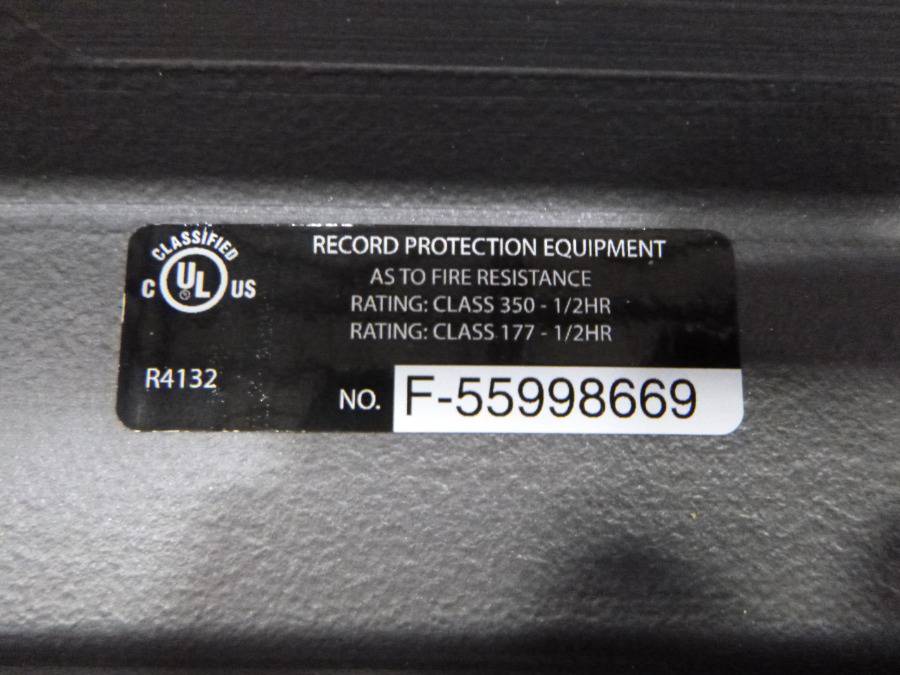 CLASSIFIED
C UL US
RECORD PROTECTION EQUIPMENT
AS TO FIRE RESISTANCE
RATING: CLASS 350 - 1/2HR
RATING: CLASS 177 - 1/2HR
R4132
NO. F-55998669